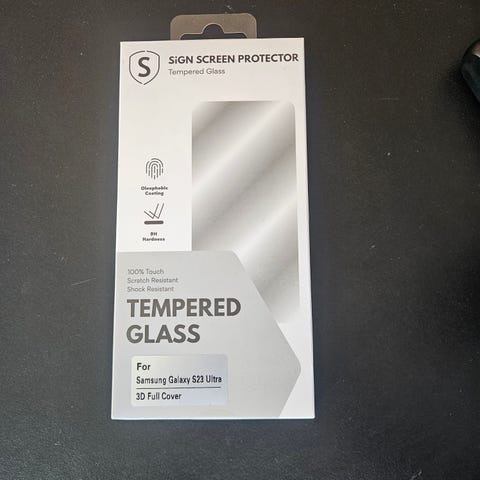 S
SiGN SCREEN PROTECTOR
Tempered Glass
Oleophobic
Coating
9H
Hardness
100% Touch
Scratch Resistant
Shock Resistant
TEMPERED
GLASS
For
Samsung Galaxy S23 Ultra
3D Full Cover